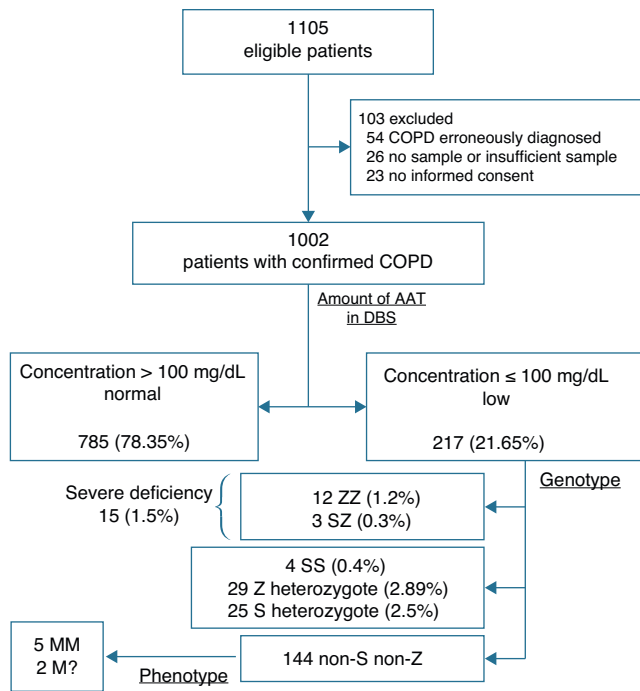 1105
eligible patients
103 excluded
54 COPD erroneously diagnosed
26 no sample or insufficient sample
23 no informed consent
1002
patients with confirmed COPD
Amount of AAT
in DBS
Concentration > 100 mg/dL
normal
785 (78.35%)
Concentration ≤ 100 mg/dL
low
217 (21.65%)
Genotype
Severe deficiency
15 (1.5%)
12 ZZ (1.2%)
3 SZ (0.3%)
4 SS (0.4%)
29 Z heterozygote (2.89%)
25 S heterozygote (2.5%)
144 non-S non-Z
Phenotype
5 MM
2 M?